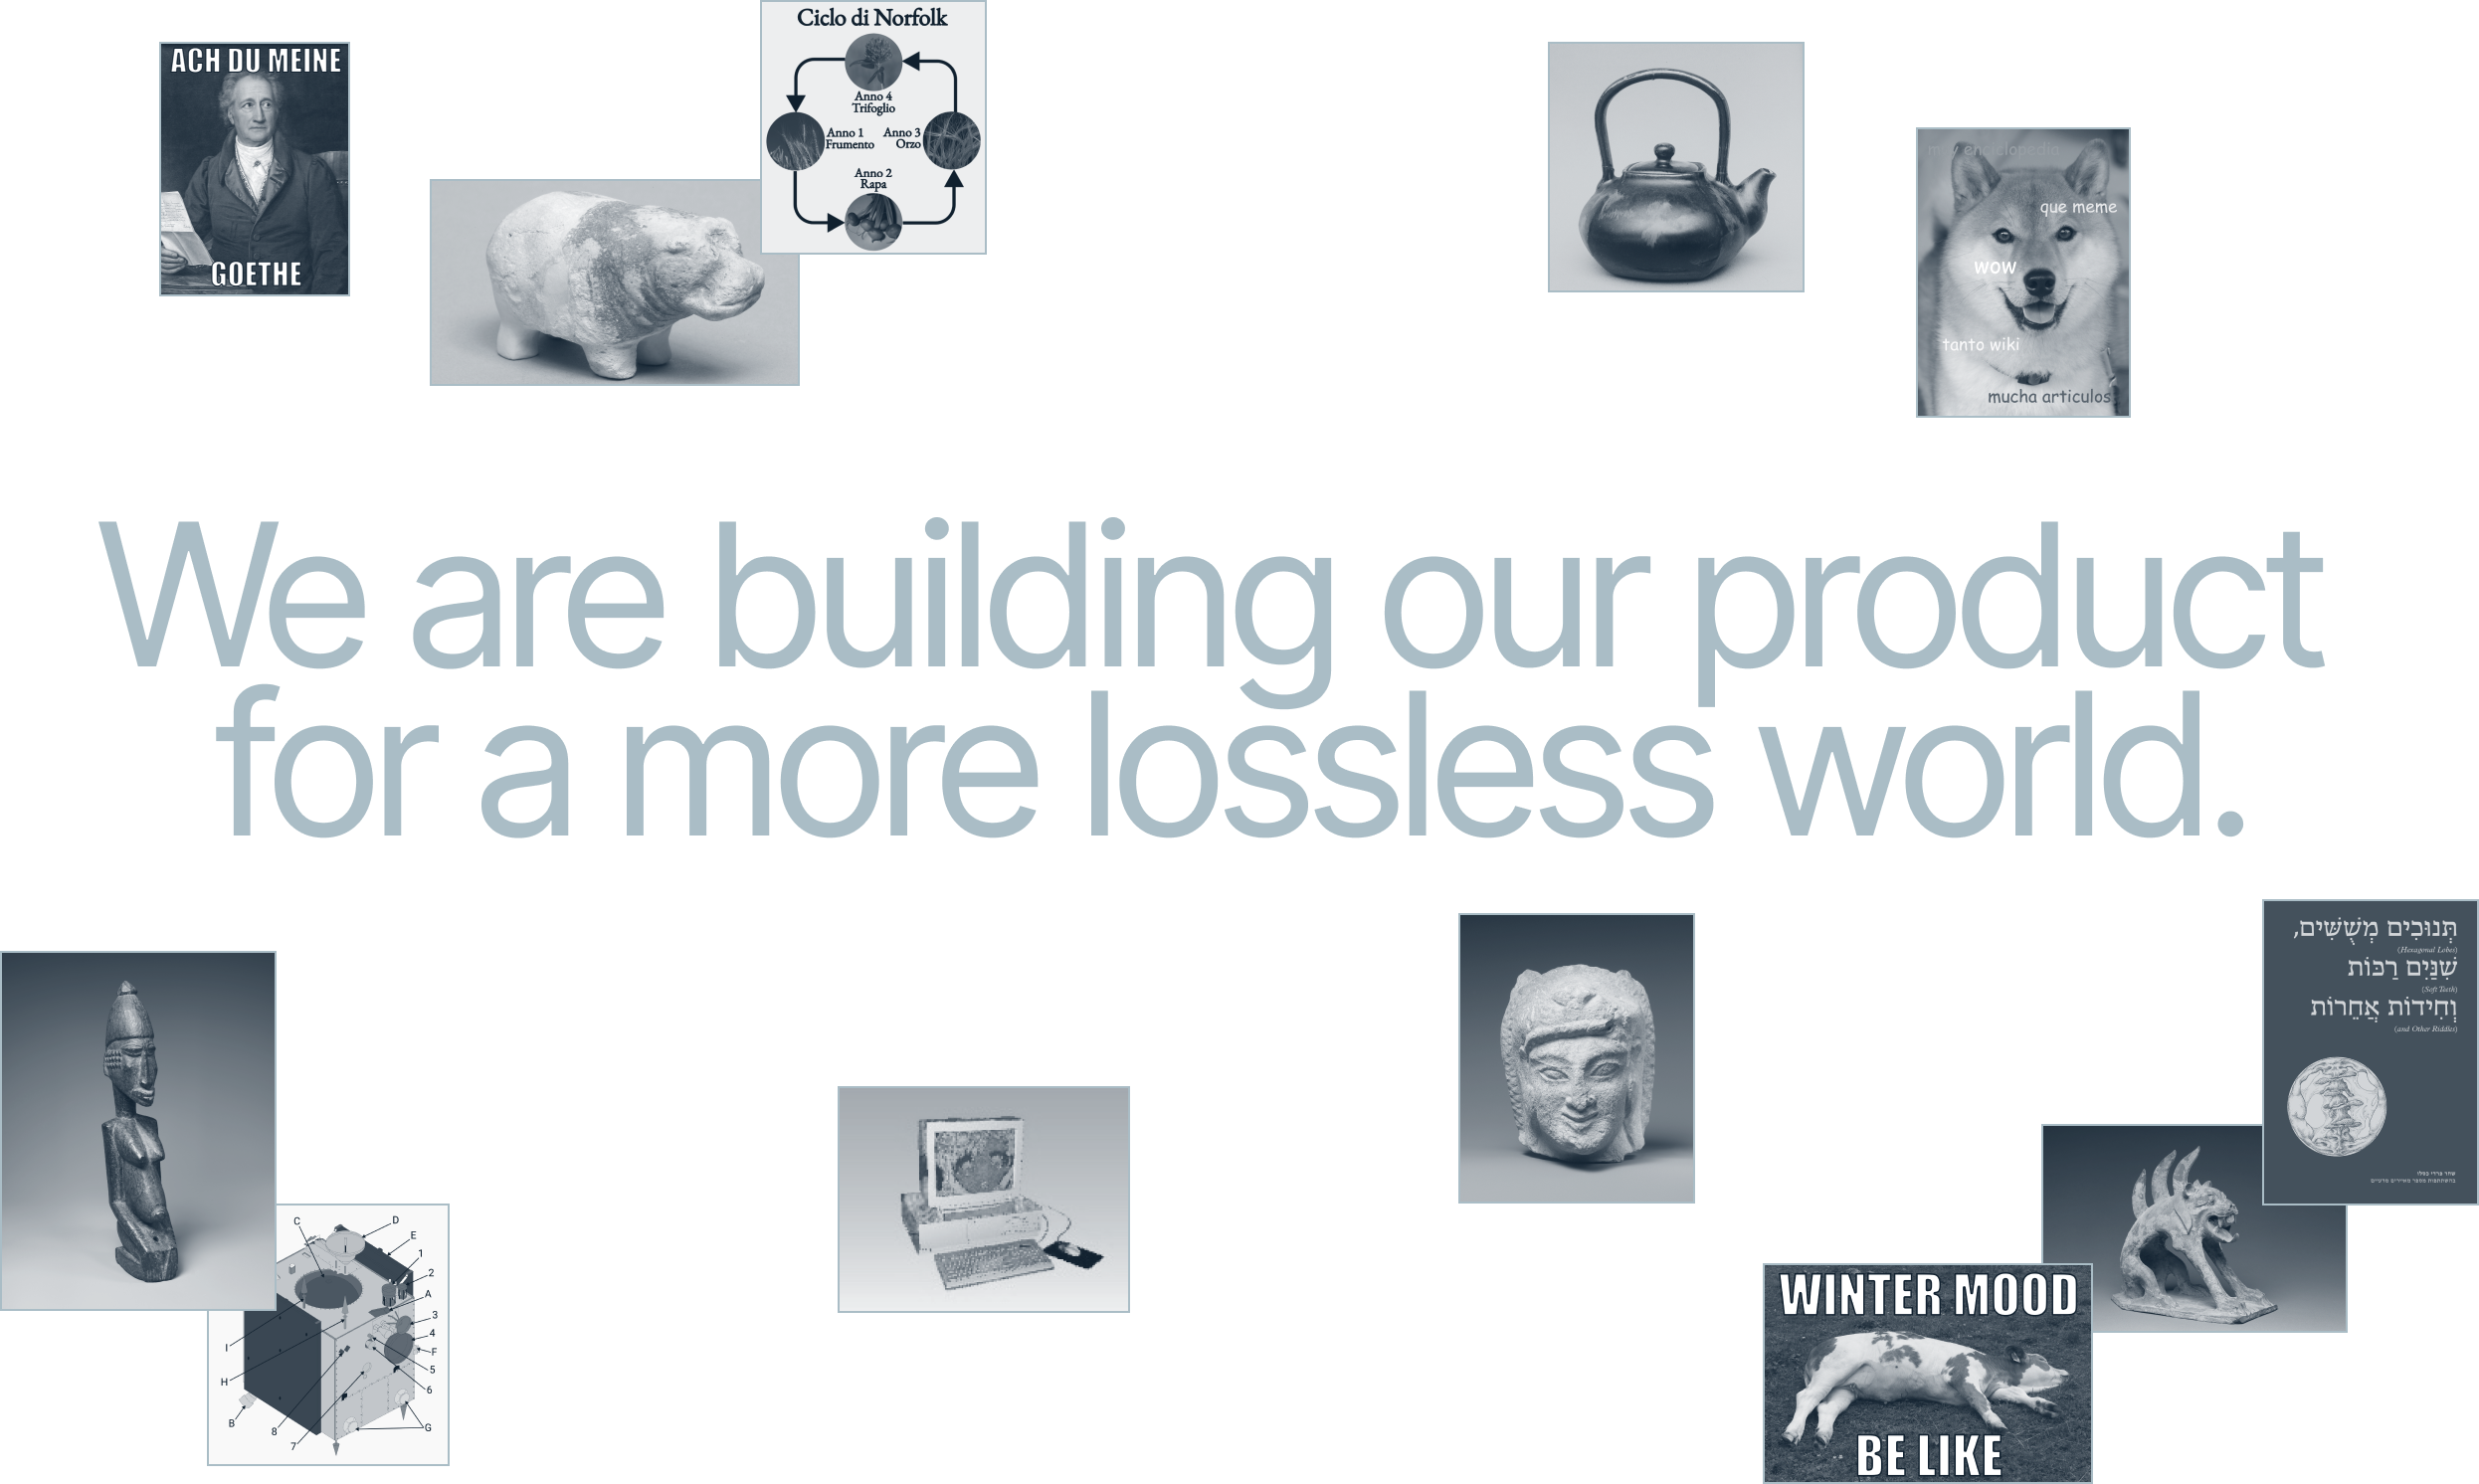 ACH DU MEINE
GOETHE
Ciclo di Norfolk
Anno 4
Trifoglio
Anno 1
Frumento
Anno 3
Orzo
Anno 2
Rapa
muy enciclopedia
que meme
wow
tanto wiki
mucha articulos
We are building our product
for a more lossless world.
תְּנוּכִים מְשֻׁשִּׁים,
(Hexagonal Lobes)
שִׁנַּיִם רַכּוֹת
(Soft Teeth)
וְחִידוֹת אֲחֵרוֹת
(and Other Riddles)
C
D
E
1
2
A
3
4
F
5
6
G
I
H
B
8
7
WINTER MOOD
BE LIKE